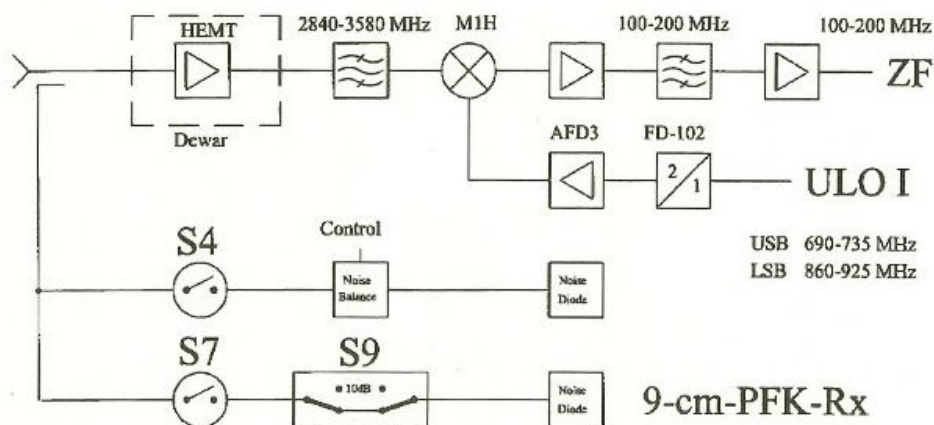 HEMT
2840-3580 MHz
M1H
100-200 MHz
100-200 MHz
ZF
Dewar
AFD3
FD-102
2
1
ULO I
USB 690-735 MHz
LSB 860-925 MHz
S4
Control
Noise
Balance
Noise
Diode
S7
S9
10dB
Noise
Diode
9-cm-PFK-Rx